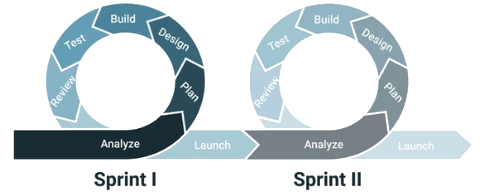 Build
Test
Design
Review
Plan
Analyze
Launch
Sprint I
Build
Test
Design
Review
Plan
Analyze
Launch
Sprint II